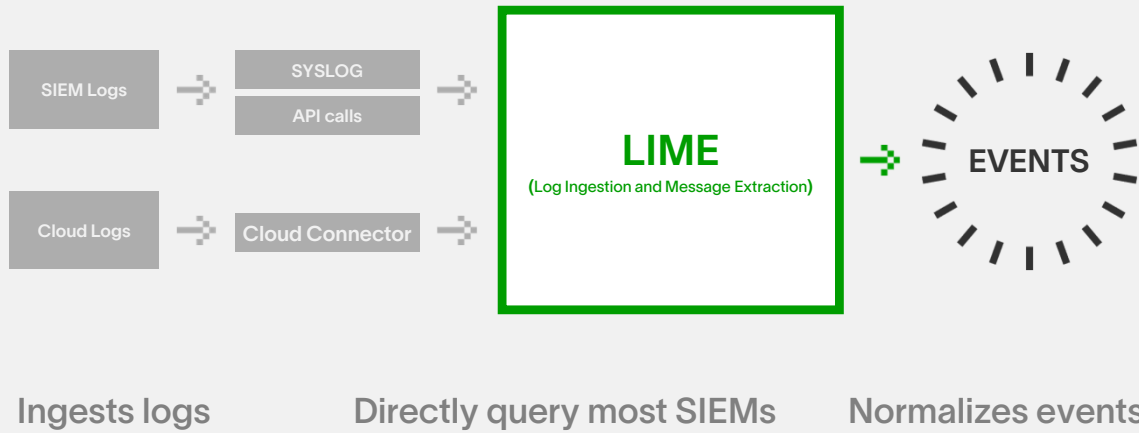 SIEM Logs
SYSLOG
API calls
Cloud Logs
Cloud Connector
LIME
(Log Ingestion and Message Extraction)
EVENTS
Ingests logs
Directly query most SIEMs
Normalizes events